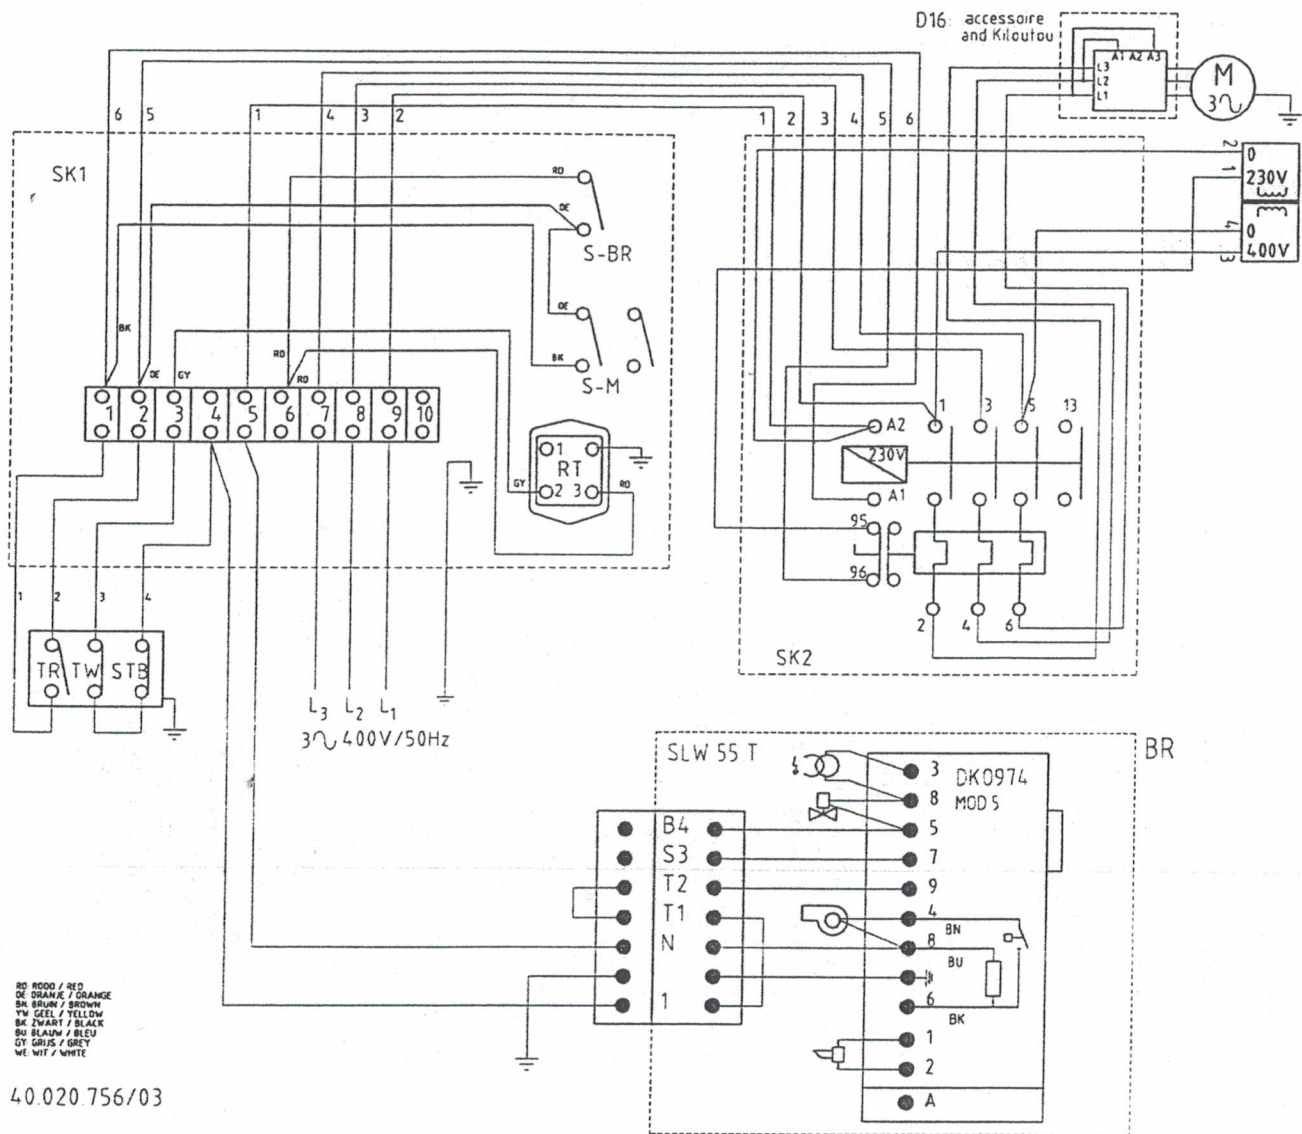 D16 accessoire
and Kiloutou
A1 A2 A3
L3
L2
L1
M
3~
6 5 1 4 3 2
1 2 3 4 5 6
SK1
RD
OE
S-BR
OE
BK
S-M
BK
OE
GY
RD
RD
1 2 3 4 5 6 7 8 9 10
1
RT
2 3
GY
RD
2
0
1
230V
4
0
3
400V
1 3 5 13
A2
230V
A1
95
96
2 4 6
SK2
1 2 3 4
TR TW STB
L3 L2 L1
3~ 400V/50Hz
SLW 55 T
BR
DKO974
MOD 5
3
8
5
7
9
4
BN
8
BU
6
BK
1
2
A
B4
S3
T2
T1
N
1
RD ROOD / RED
OE ORANJE / ORANGE
BN BRUIN / BROWN
YW GEEL / YELLOW
BK ZWART / BLACK
BU BLAUW / BLEU
GY GRIJS / GREY
WE WIT / WHITE
40.020.756/03